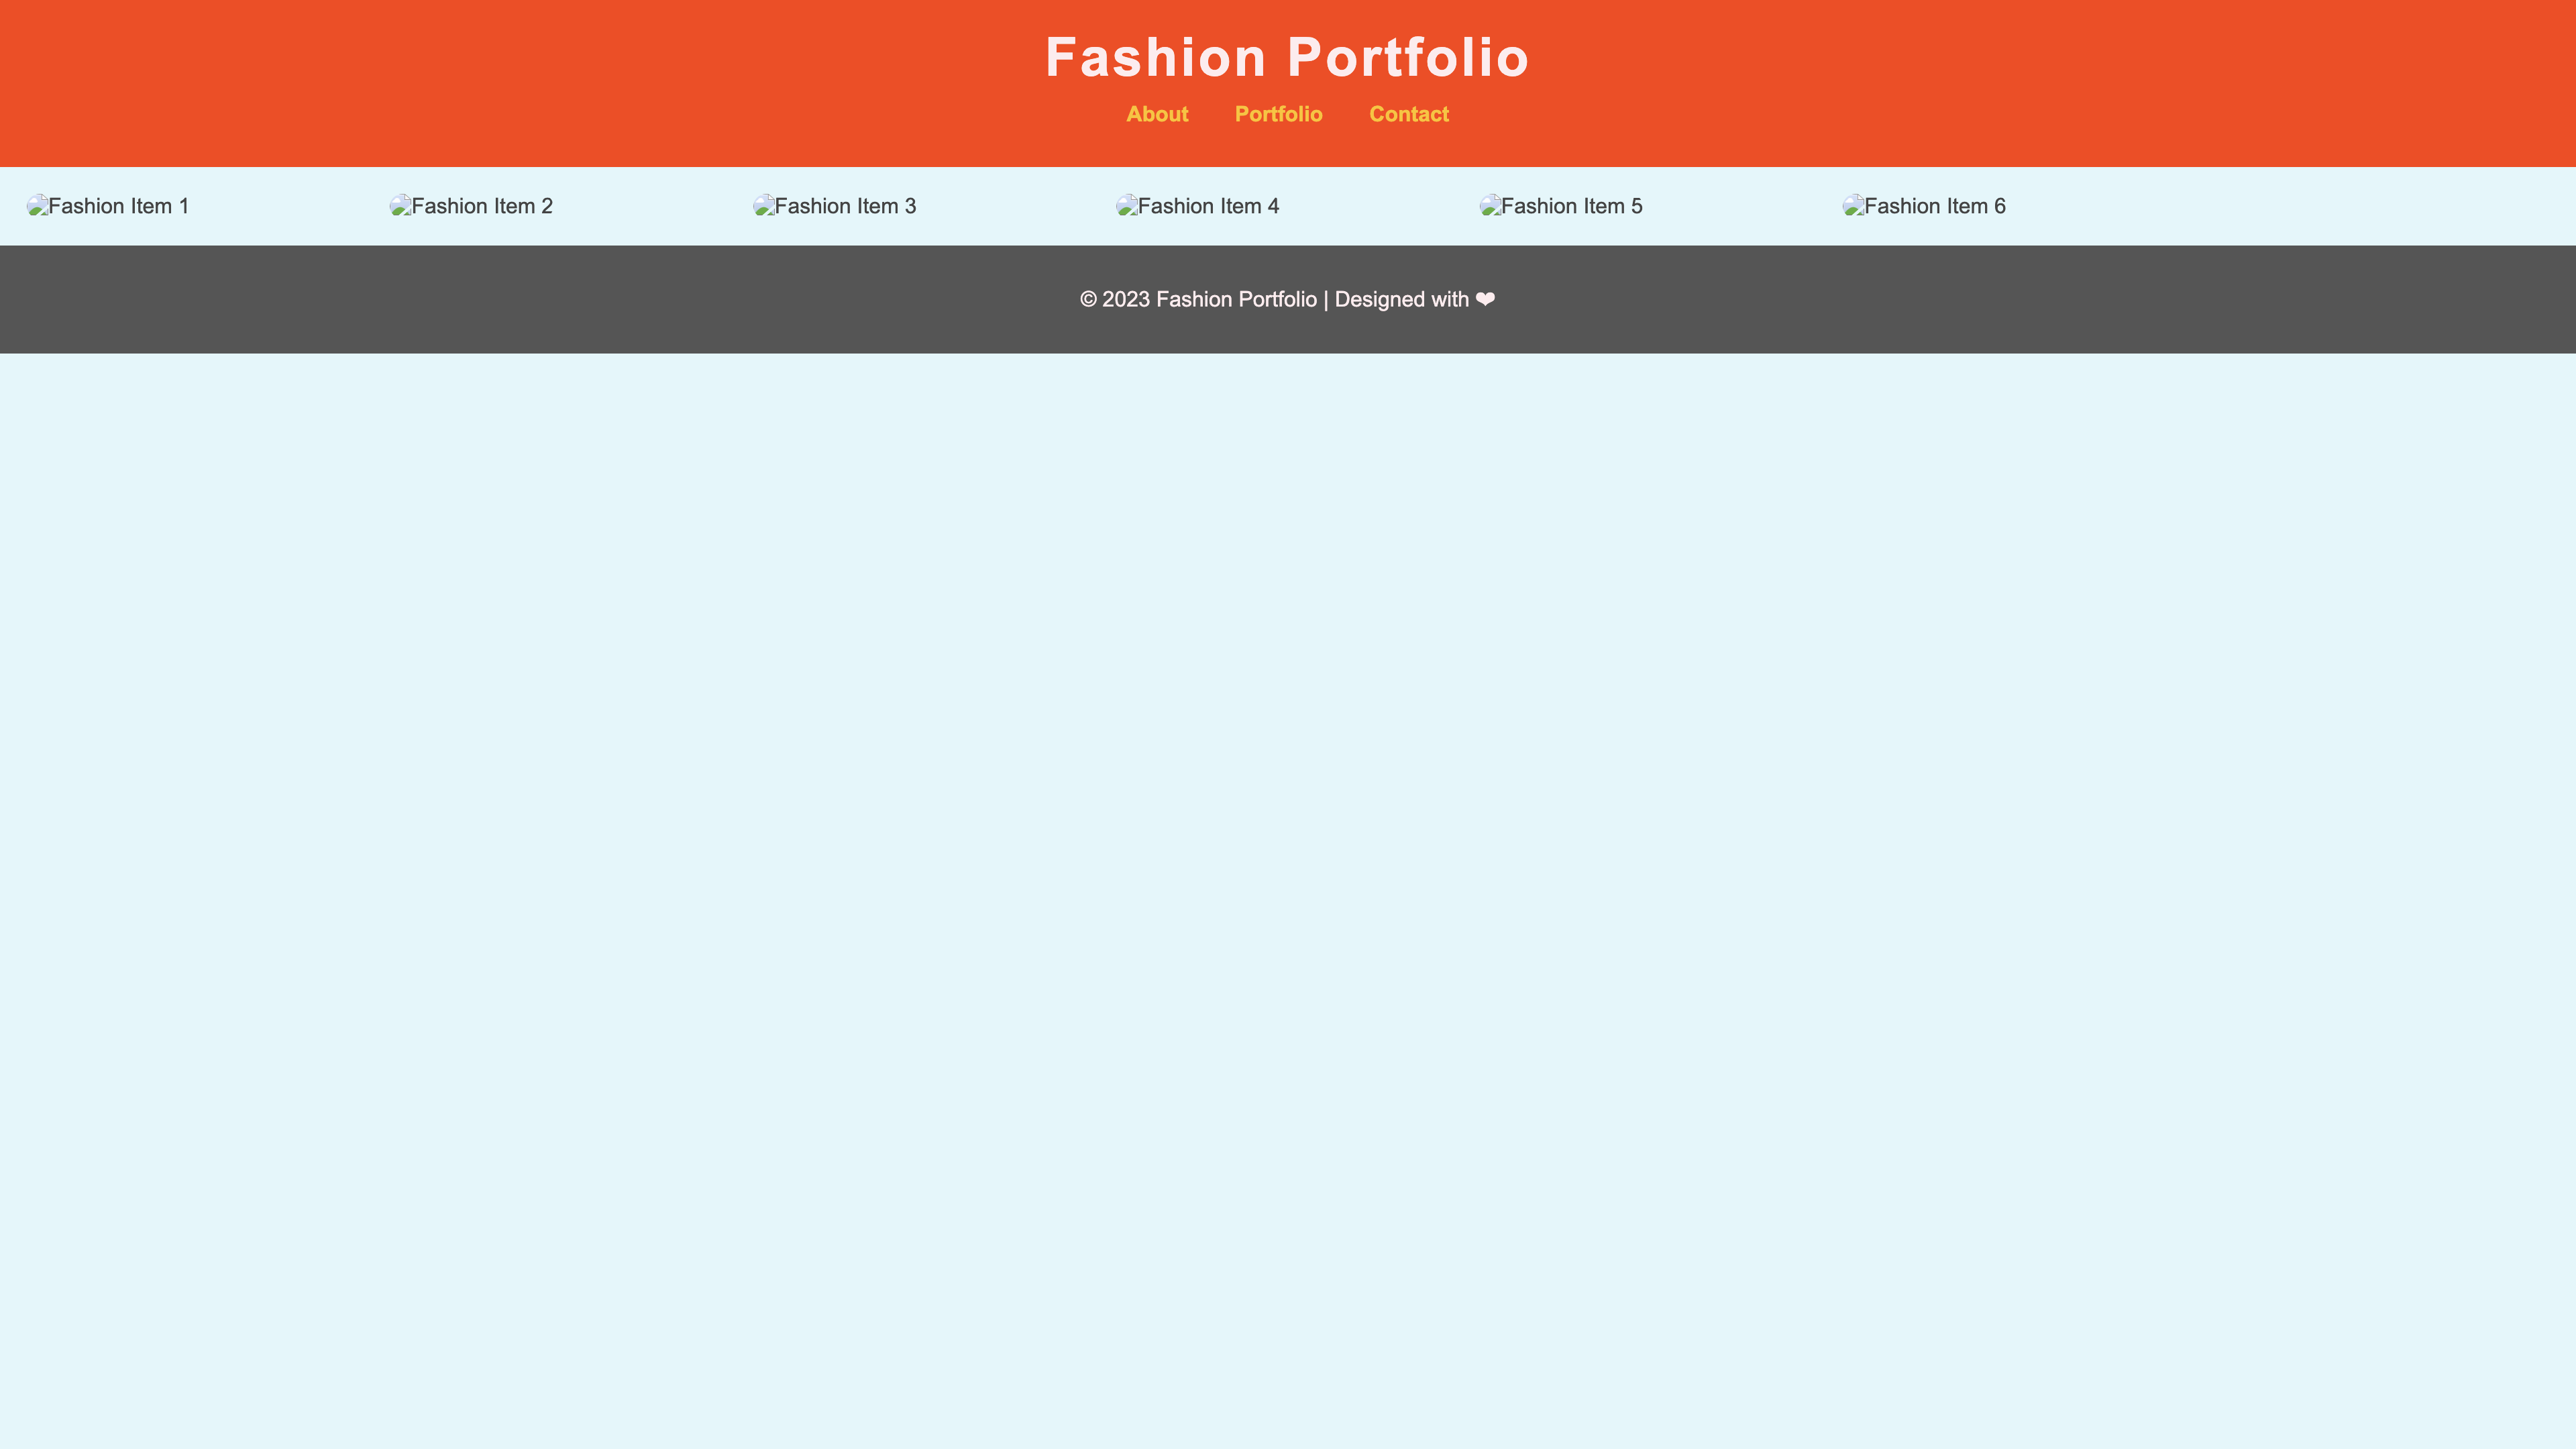 Fashion Portfolio
About Portfolio Contact
Fashion Item 1 Fashion Item 2 Fashion Item 3 Fashion Item 4 Fashion Item 5 Fashion Item 6
© 2023 Fashion Portfolio | Designed with ❤